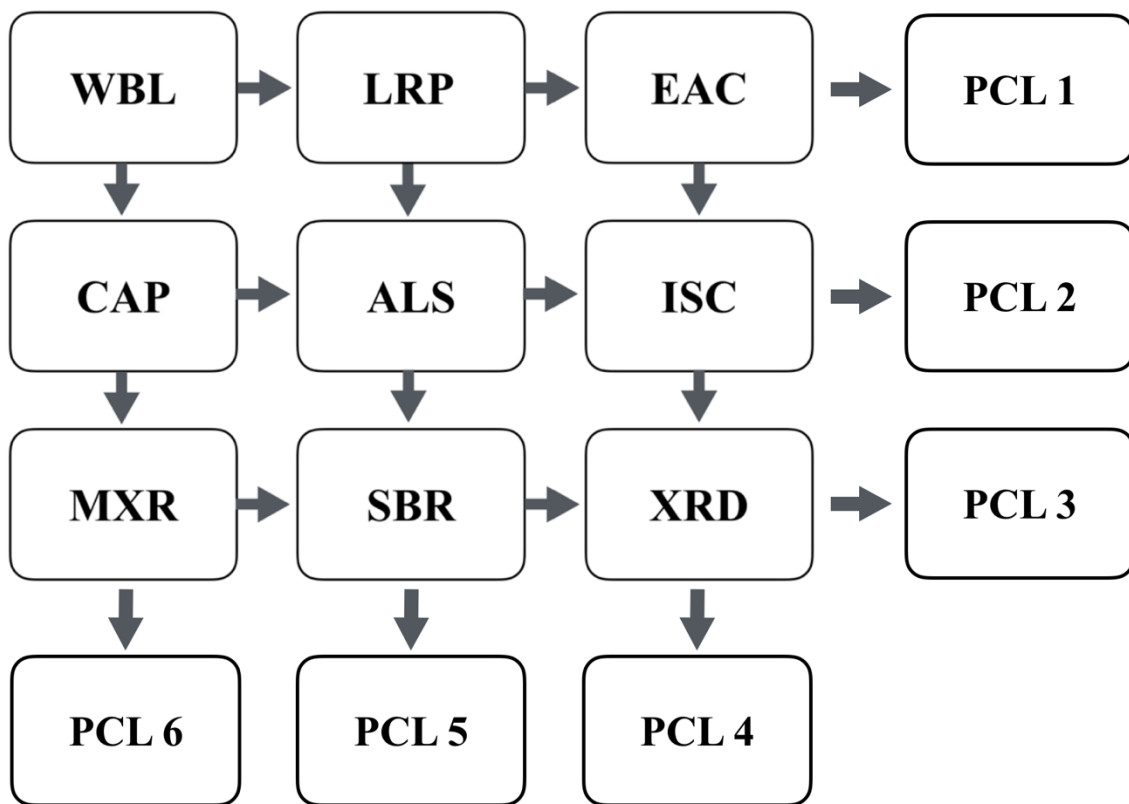 WBL
LRP
EAC
PCL 1
CAP
ALS
ISC
PCL 2
MXR
SBR
XRD
PCL 3
PCL 6
PCL 5
PCL 4